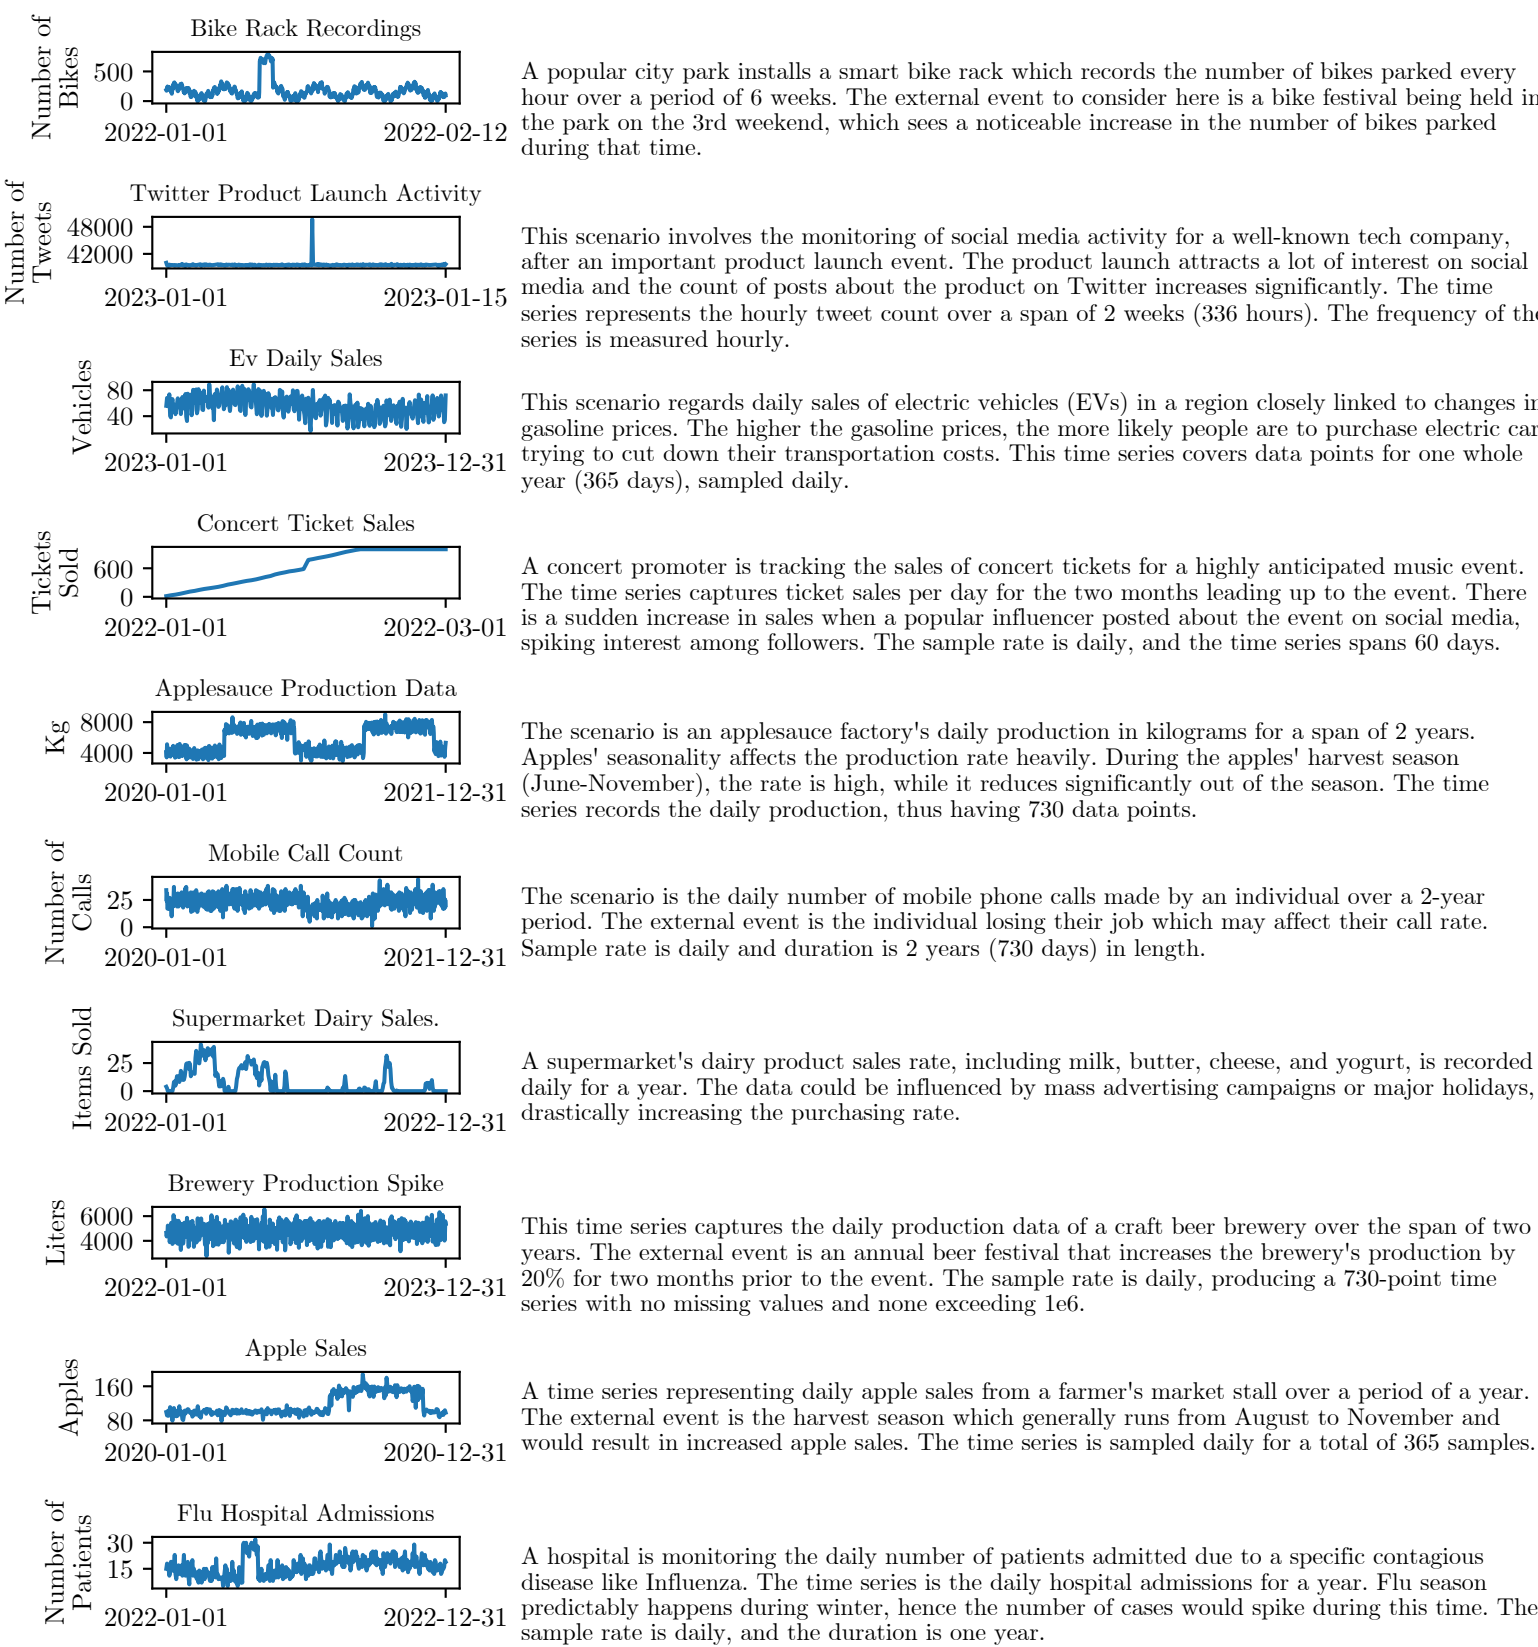 Bike Rack Recordings
Number of
Bikes
500
0
2022-01-01
2022-02-12
A popular city park installs a smart bike rack which records the number of bikes parked every
hour over a period of 6 weeks. The external event to consider here is a bike festival being held in
the park on the 3rd weekend, which sees a noticeable increase in the number of bikes parked
during that time.
Twitter Product Launch Activity
Number of
Tweets
48000
42000
2023-01-01
2023-01-15
This scenario involves the monitoring of social media activity for a well-known tech company,
after an important product launch event. The product launch attracts a lot of interest on social
media and the count of posts about the product on Twitter increases significantly. The time
series represents the hourly tweet count over a span of 2 weeks (336 hours). The frequency of the
series is measured hourly.
Ev Daily Sales
Vehicles
80
40
2023-01-01
2023-12-31
This scenario regards daily sales of electric vehicles (EVs) in a region closely linked to changes in
gasoline prices. The higher the gasoline prices, the more likely people are to purchase electric car
trying to cut down their transportation costs. This time series covers data points for one whole
year (365 days), sampled daily.
Concert Ticket Sales
Tickets
Sold
600
0
2022-01-01
2022-03-01
A concert promoter is tracking the sales of concert tickets for a highly anticipated music event.
The time series captures ticket sales per day for the two months leading up to the event. There
is a sudden increase in sales when a popular influencer posted about the event on social media,
spiking interest among followers. The sample rate is daily, and the time series spans 60 days.
Applesauce Production Data
Kg
8000
4000
2020-01-01
2021-12-31
The scenario is an applesauce factory's daily production in kilograms for a span of 2 years.
Apples' seasonality affects the production rate heavily. During the apples' harvest season
(June-November), the rate is high, while it reduces significantly out of the season. The time
series records the daily production, thus having 730 data points.
Mobile Call Count
Number of
Calls
25
0
2020-01-01
2021-12-31
The scenario is the daily number of mobile phone calls made by an individual over a 2-year
period. The external event is the individual losing their job which may affect their call rate.
Sample rate is daily and duration is 2 years (730 days) in length.
Supermarket Dairy Sales.
Items Sold
25
0
2022-01-01
2022-12-31
A supermarket's dairy product sales rate, including milk, butter, cheese, and yogurt, is recorded
daily for a year. The data could be influenced by mass advertising campaigns or major holidays,
drastically increasing the purchasing rate.
Brewery Production Spike
Liters
6000
4000
2022-01-01
2023-12-31
This time series captures the daily production data of a craft beer brewery over the span of two
years. The external event is an annual beer festival that increases the brewery's production by
20% for two months prior to the event. The sample rate is daily, producing a 730-point time
series with no missing values and none exceeding 1e6.
Apple Sales
Apples
160
80
2020-01-01
2020-12-31
A time series representing daily apple sales from a farmer's market stall over a period of a year.
The external event is the harvest season which generally runs from August to November and
would result in increased apple sales. The time series is sampled daily for a total of 365 samples.
Flu Hospital Admissions
Number of
Patients
30
15
2022-01-01
2022-12-31
A hospital is monitoring the daily number of patients admitted due to a specific contagious
disease like Influenza. The time series is the daily hospital admissions for a year. Flu season
predictably happens during winter, hence the number of cases would spike during this time. The
sample rate is daily, and the duration is one year.